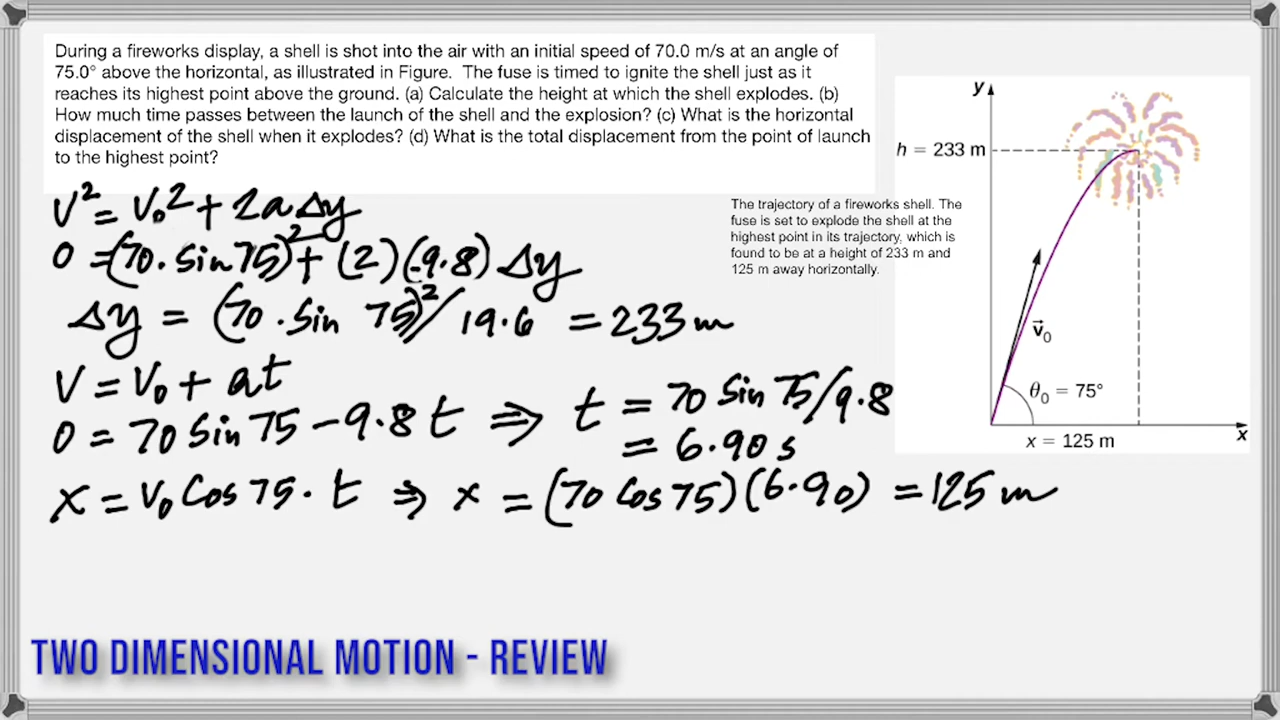 During a fireworks display, a shell is shot into the air with an initial speed of 70.0 m/s at an angle of
75.0° above the horizontal, as illustrated in Figure. The fuse is timed to ignite the shell just as it
reaches its highest point above the ground. (a) Calculate the height at which the shell explodes. (b)
How much time passes between the launch of the shell and the explosion? (c) What is the horizontal
displacement of the shell when it explodes? (d) What is the total displacement from the point of launch
to the highest point?
V² = V₀² + 2a Δy
0 = (70. sin 75)² + (2)(-9.8) Δy
Δy = (70 . Sin 75)² / 19.6 = 233 m
V = V₀ + at
0 = 70 Sin 75 - 9.8 t ⇒ t = 70 Sin 75/9.8
= 6.90 s
x = V₀ Cos 75 . t ⇒ x = (70 Cos 75)(6.90) = 125 m
y
h = 233 m
The trajectory of a fireworks shell. The
fuse is set to explode the shell at the
highest point in its trajectory, which is
found to be at a height of 233 m and
125 m away horizontally.
v⃗₀
θ₀ = 75°
x
x = 125 m
TWO DIMENSIONAL MOTION - REVIEW